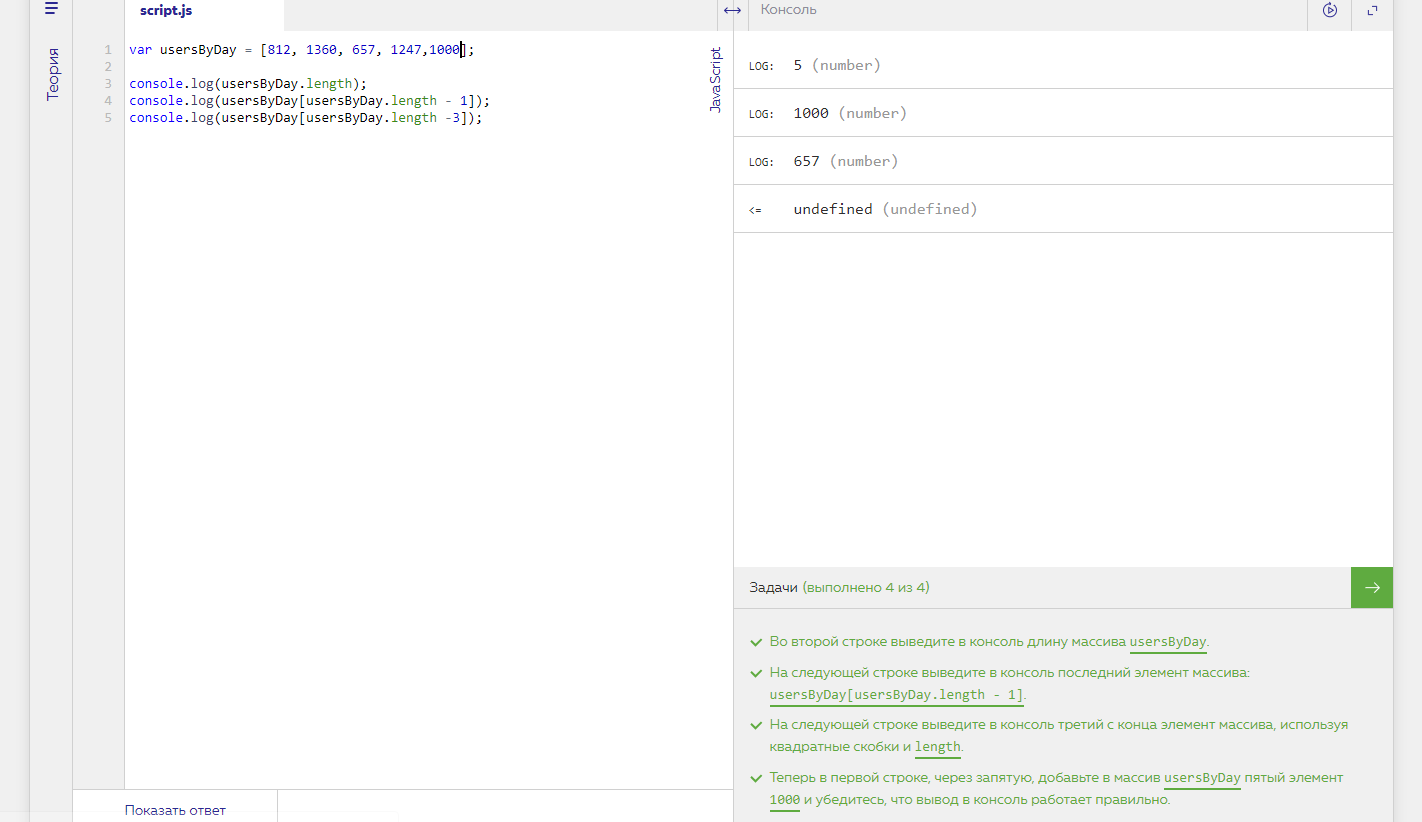 script.js
Консоль
Теория
JavaScript
1 var usersByDay = [812, 1360, 657, 1247,1000];
2
3 console.log(usersByDay.length);
4 console.log(usersByDay[usersByDay.length - 1]);
5 console.log(usersByDay[usersByDay.length -3]);
LOG: 5 (number)
LOG: 1000 (number)
LOG: 657 (number)
<= undefined (undefined)
Задачи (выполнено 4 из 4)
Во второй строке выведите в консоль длину массива usersByDay.
На следующей строке выведите в консоль последний элемент массива:
usersByDay[usersByDay.length - 1].
На следующей строке выведите в консоль третий с конца элемент массива, используя
квадратные скобки и length.
Теперь в первой строке, через запятую, добавьте в массив usersByDay пятый элемент
1000 и убедитесь, что вывод в консоль работает правильно.
Показать ответ